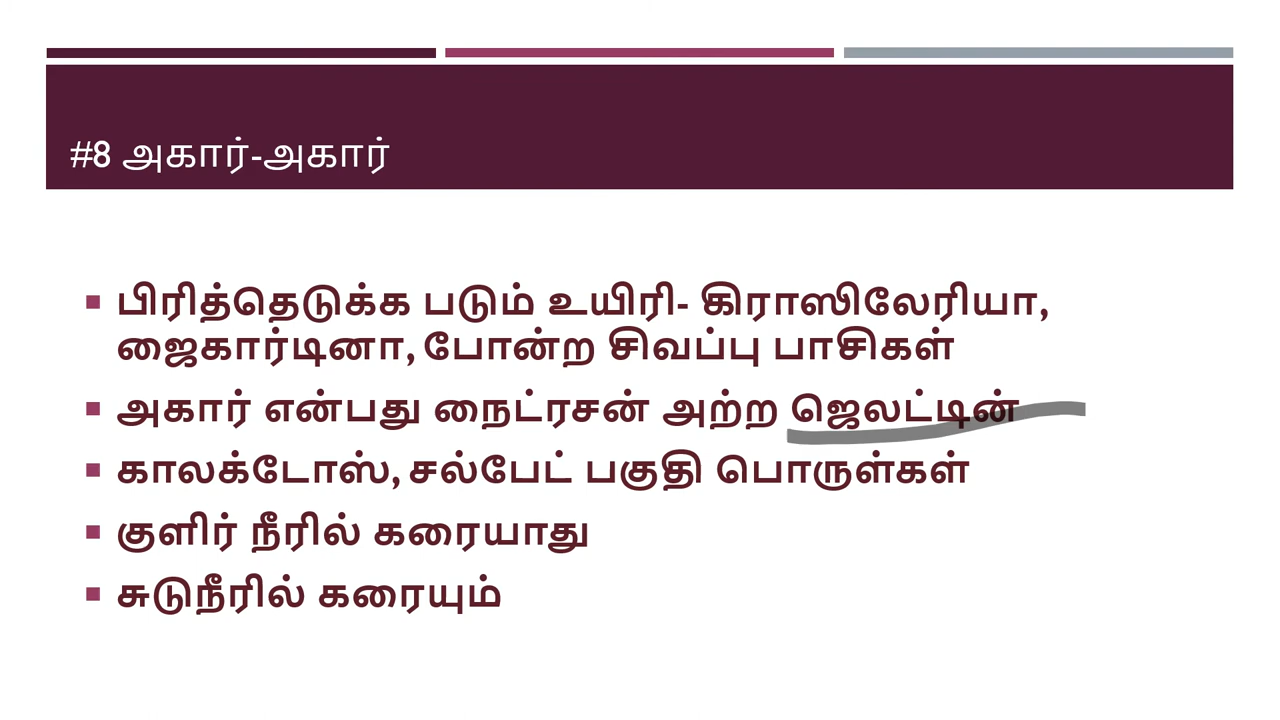 #8 அகார்-அகார்
பிரித்தெடுக்க படும் உயிரி- கிராஸிலேரியா,
ஜைகார்டினா, போன்ற சிவப்பு பாசிகள்
அகார் என்பது நைட்ரசன் அற்ற ஜெலட்டின்
காலக்டோஸ், சல்பேட் பகுதி பொருள்கள்
குளிர் நீரில் கரையாது
சுடுநீரில் கரையும்